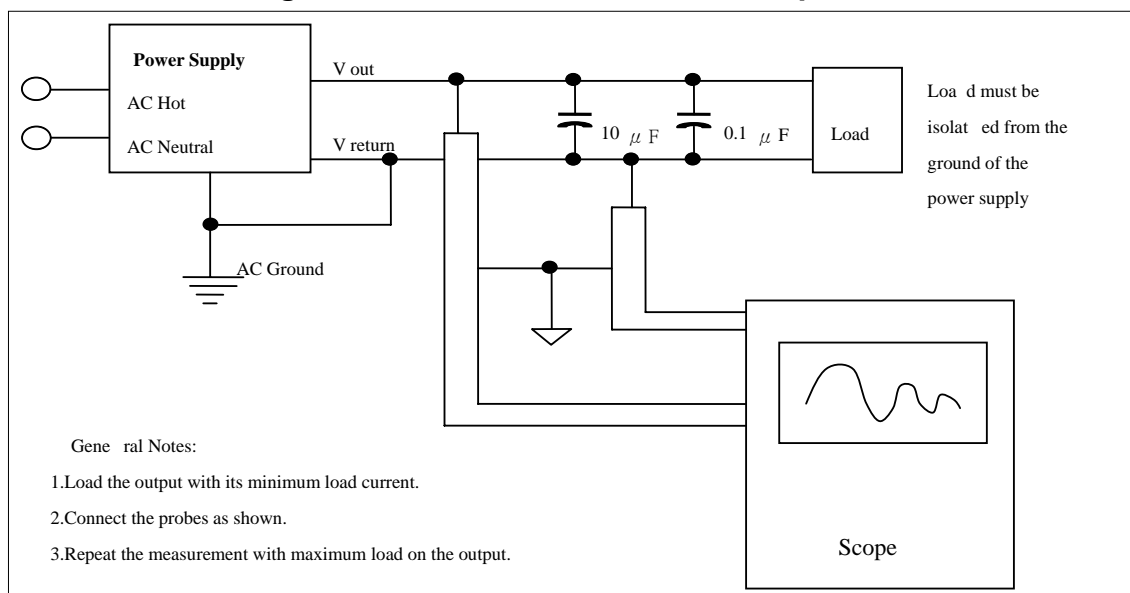 Power Supply
AC Hot
AC Neutral
V out
V return
10 μF
0.1 μF
Load
Loa d must be
isolat ed from the
ground of the
power supply
AC Ground
Gene ral Notes:
1.Load the output with its minimum load current.
2.Connect the probes as shown.
3.Repeat the measurement with maximum load on the output.
Scope